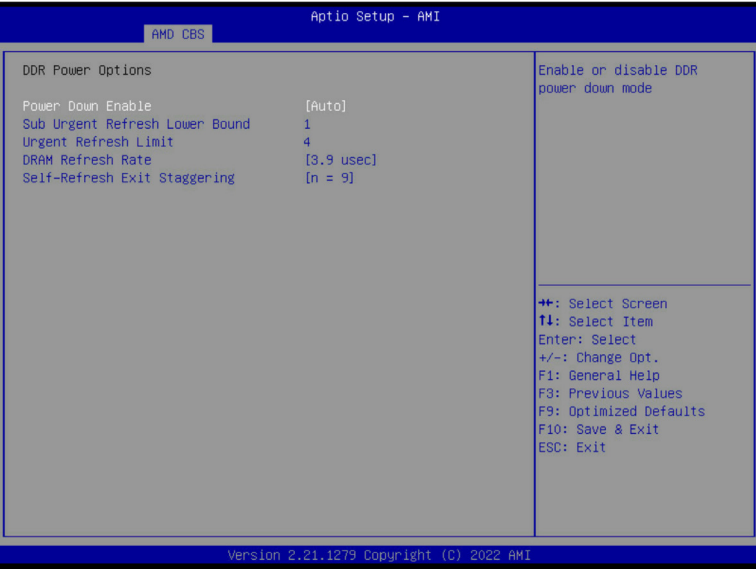 Aptio Setup – AMI
AMD CBS
DDR Power Options
Power Down Enable [Auto]
Sub Urgent Refresh Lower Bound 1
Urgent Refresh Limit 4
DRAM Refresh Rate [3.9 usec]
Self-Refresh Exit Staggering [n = 9]
Enable or disable DDR
power down mode
→←: Select Screen
↑↓: Select Item
Enter: Select
+/-: Change Opt.
F1: General Help
F3: Previous Values
F9: Optimized Defaults
F10: Save & Exit
ESC: Exit
Version 2.21.1279 Copyright (C) 2022 AMI